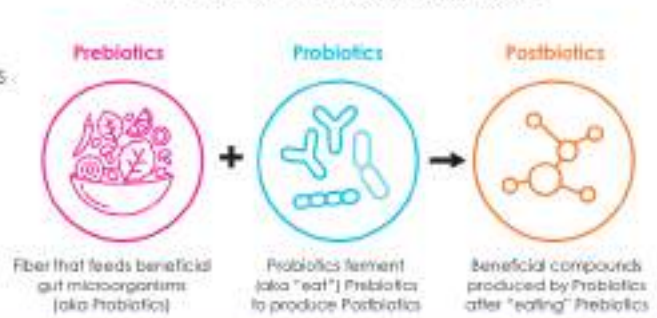 Prebiotics
Probiotics
Postbiotics
s
+
Fiber that feeds beneficial
gut microorganisms
(aka Probiotics)
Probiotics ferment
(aka "eat") Prebiotics
to produce Postbiotics
Beneficial compounds
produced by Probiotics
after "eating" Prebiotics